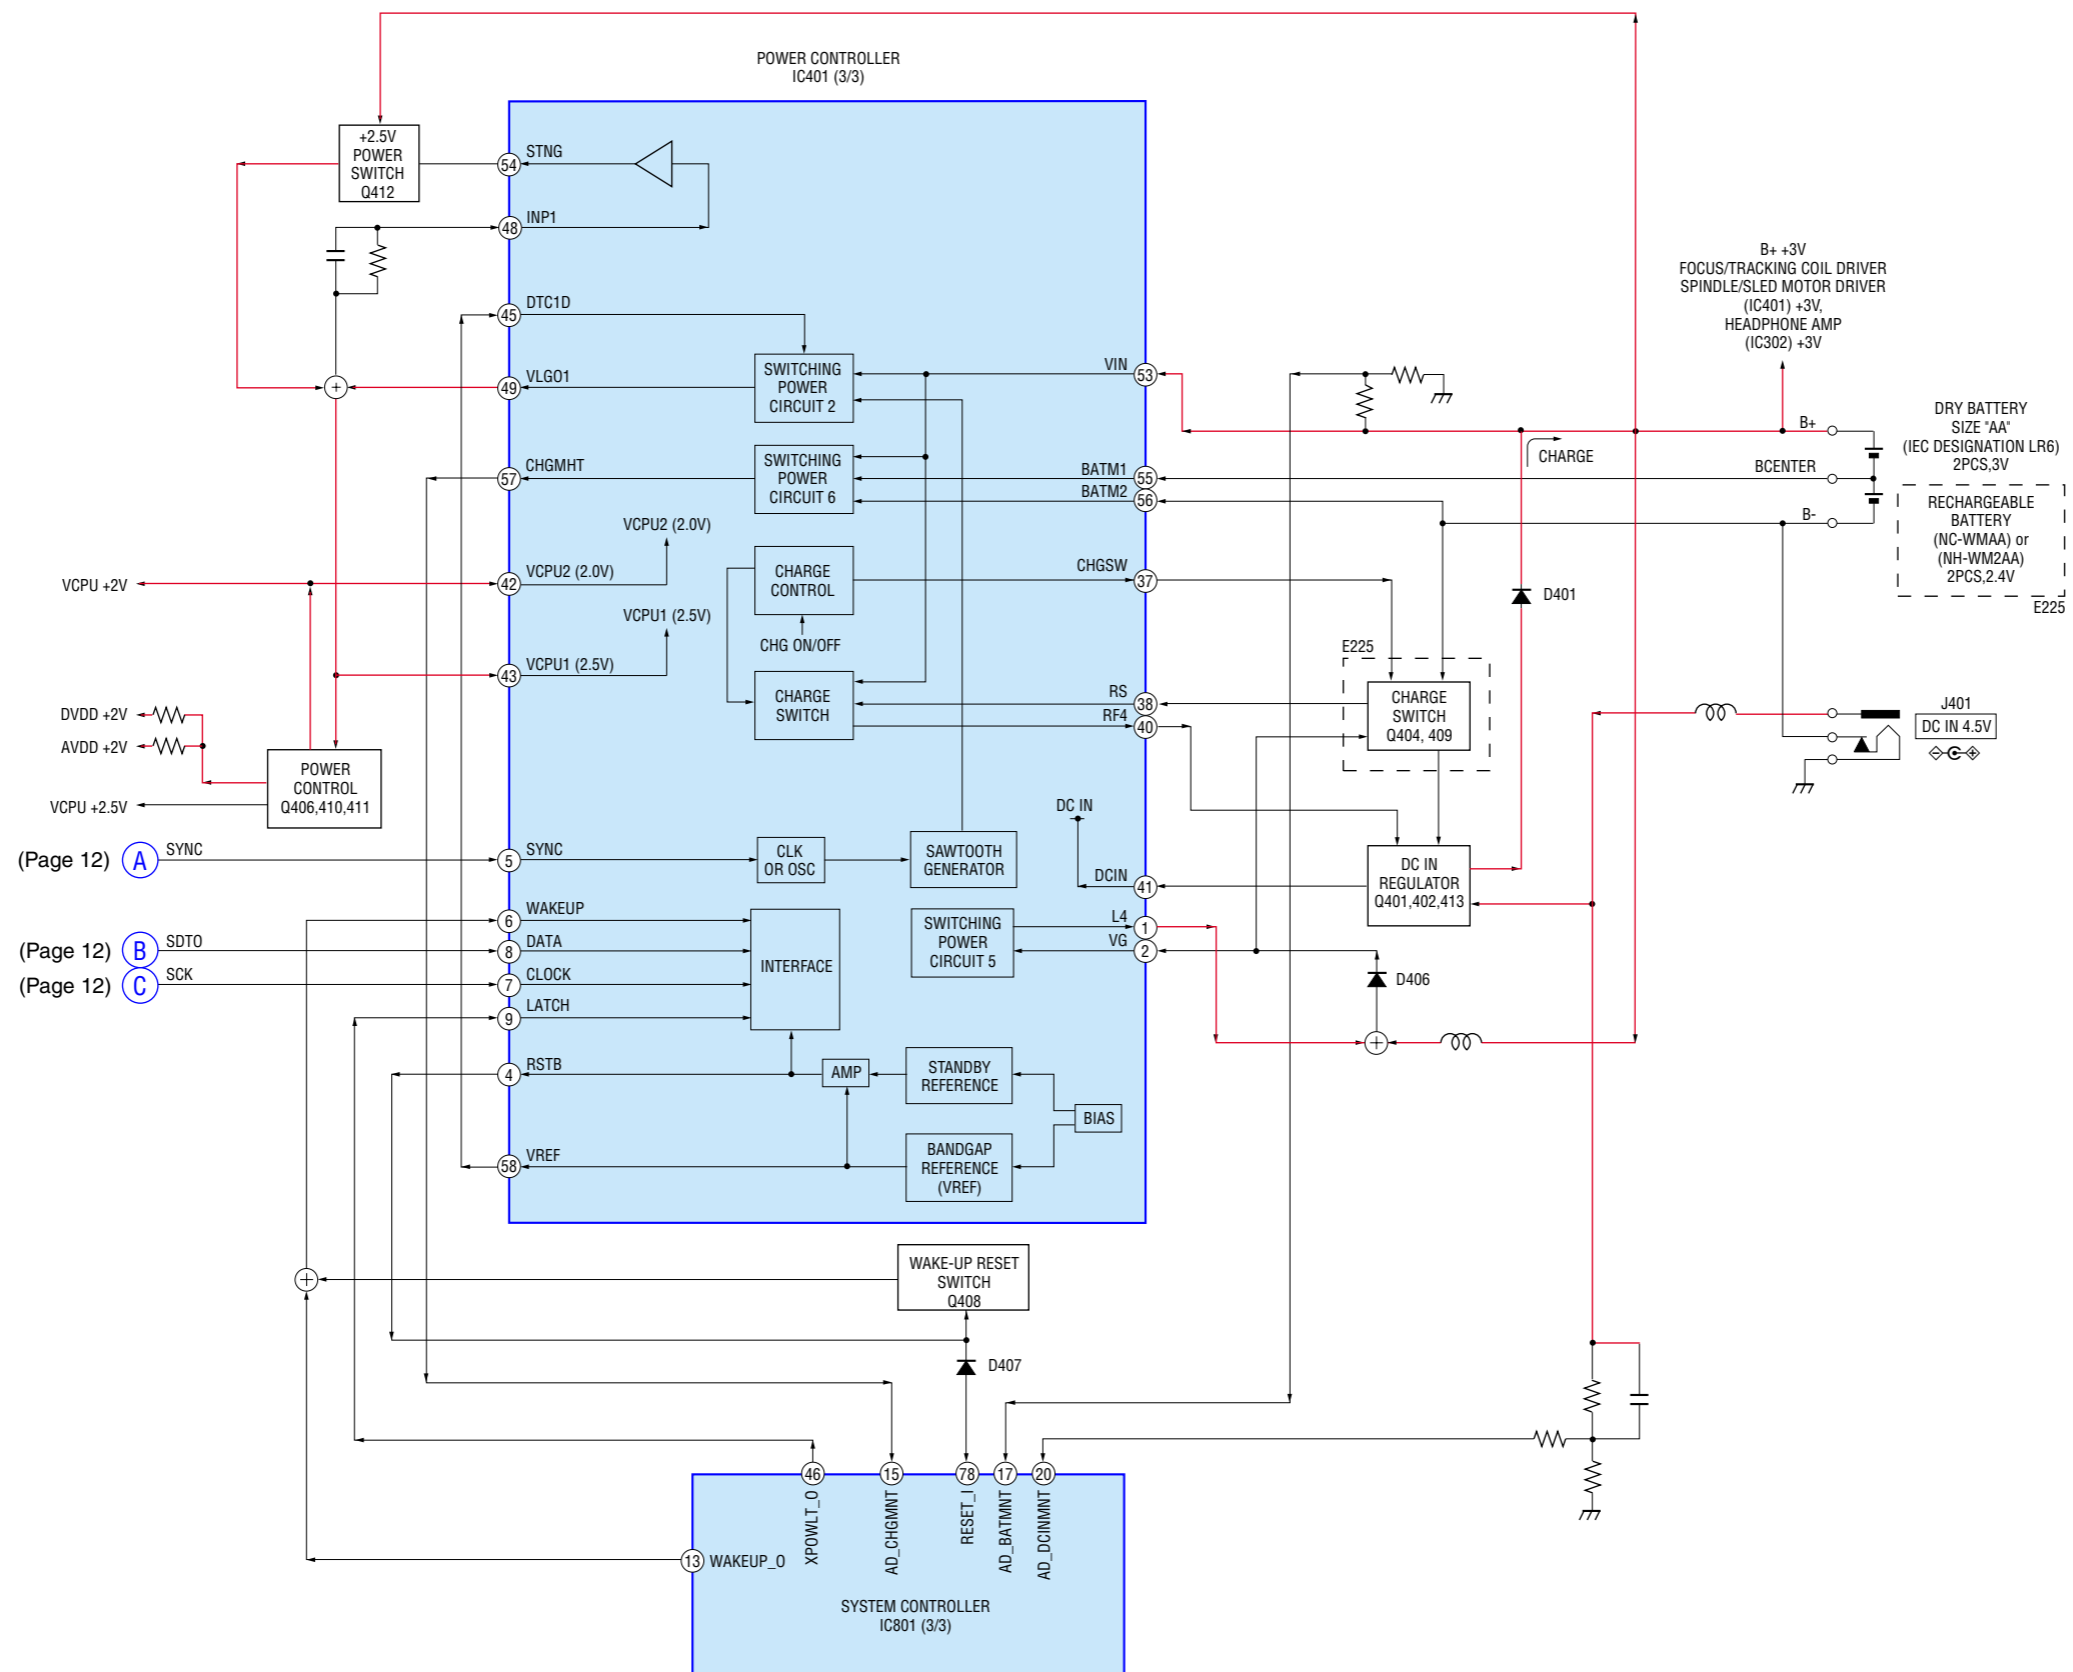 POWER CONTROLLER
IC401 (3/3)
+2.5V
POWER
SWITCH
Q412
54
STNG
48
INP1
45
DTC1D
49
VLGO1
57
CHGMHT
42
VCPU2 (2.0V)
VCPU2 (2.0V)
43
VCPU1 (2.5V)
VCPU1 (2.5V)
SWITCHING
POWER
CIRCUIT 2
SWITCHING
POWER
CIRCUIT 6
CHARGE
CONTROL
CHG ON/OFF
CHARGE
SWITCH
VIN
53
BATM1
55
BATM2
56
CHGSW
37
RS
38
RF4
40
DC IN
DCIN
41
L4
1
VG
2
B+ +3V
FOCUS/TRACKING COIL DRIVER
SPINDLE/SLED MOTOR DRIVER
(IC401) +3V,
HEADPHONE AMP
(IC302) +3V
B+
BCENTER
B-
CHARGE
DRY BATTERY
SIZE "AA"
(IEC DESIGNATION LR6)
2PCS,3V
RECHARGEABLE
BATTERY
(NC-WMAA) or
(NH-WM2AA)
2PCS,2.4V
E225
D401
E225
CHARGE
SWITCH
Q404, 409
J401
DC IN 4.5V
DC IN
REGULATOR
Q401,402,413
D406
VCPU +2V
DVDD +2V
AVDD +2V
VCPU +2.5V
POWER
CONTROL
Q406,410,411
(Page 12) A SYNC
5
SYNC
CLK
OR OSC
SAWTOOTH
GENERATOR
6
WAKEUP
(Page 12) B SDTO
8
DATA
(Page 12) C SCK
7
CLOCK
9
LATCH
INTERFACE
SWITCHING
POWER
CIRCUIT 5
4
RSTB
AMP
STANDBY
REFERENCE
BIAS
58
VREF
BANDGAP
REFERENCE
(VREF)
WAKE-UP RESET
SWITCH
Q408
D407
46
XPOWLT_O
15
AD_CHGMNT
78
RESET_I
17
AD_BATMNT
20
AD_DCINMNT
13
WAKEUP_O
SYSTEM CONTROLLER
IC801 (3/3)